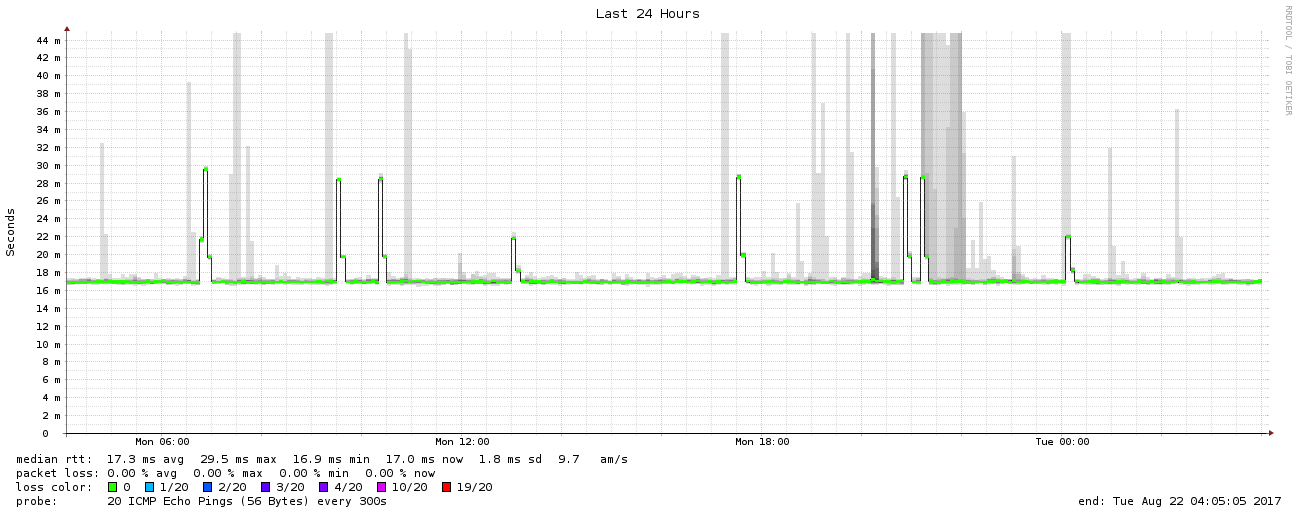 Last 24 Hours
RRDTOOL / TOBI OETIKER
Seconds
44 m
42 m
40 m
38 m
36 m
34 m
32 m
30 m
28 m
26 m
24 m
22 m
20 m
18 m
16 m
14 m
12 m
10 m
8 m
6 m
4 m
2 m
0
Mon 06:00 Mon 12:00 Mon 18:00 Tue 00:00
median rtt: 17.3 ms avg 29.5 ms max 16.9 ms min 17.0 ms now 1.8 ms sd 9.7 am/s
packet loss: 0.00 % avg 0.00 % max 0.00 % min 0.00 % now
loss color: 0 1/20 2/20 3/20 4/20 10/20 19/20
probe: 20 ICMP Echo Pings (56 Bytes) every 300s end: Tue Aug 22 04:05:05 2017